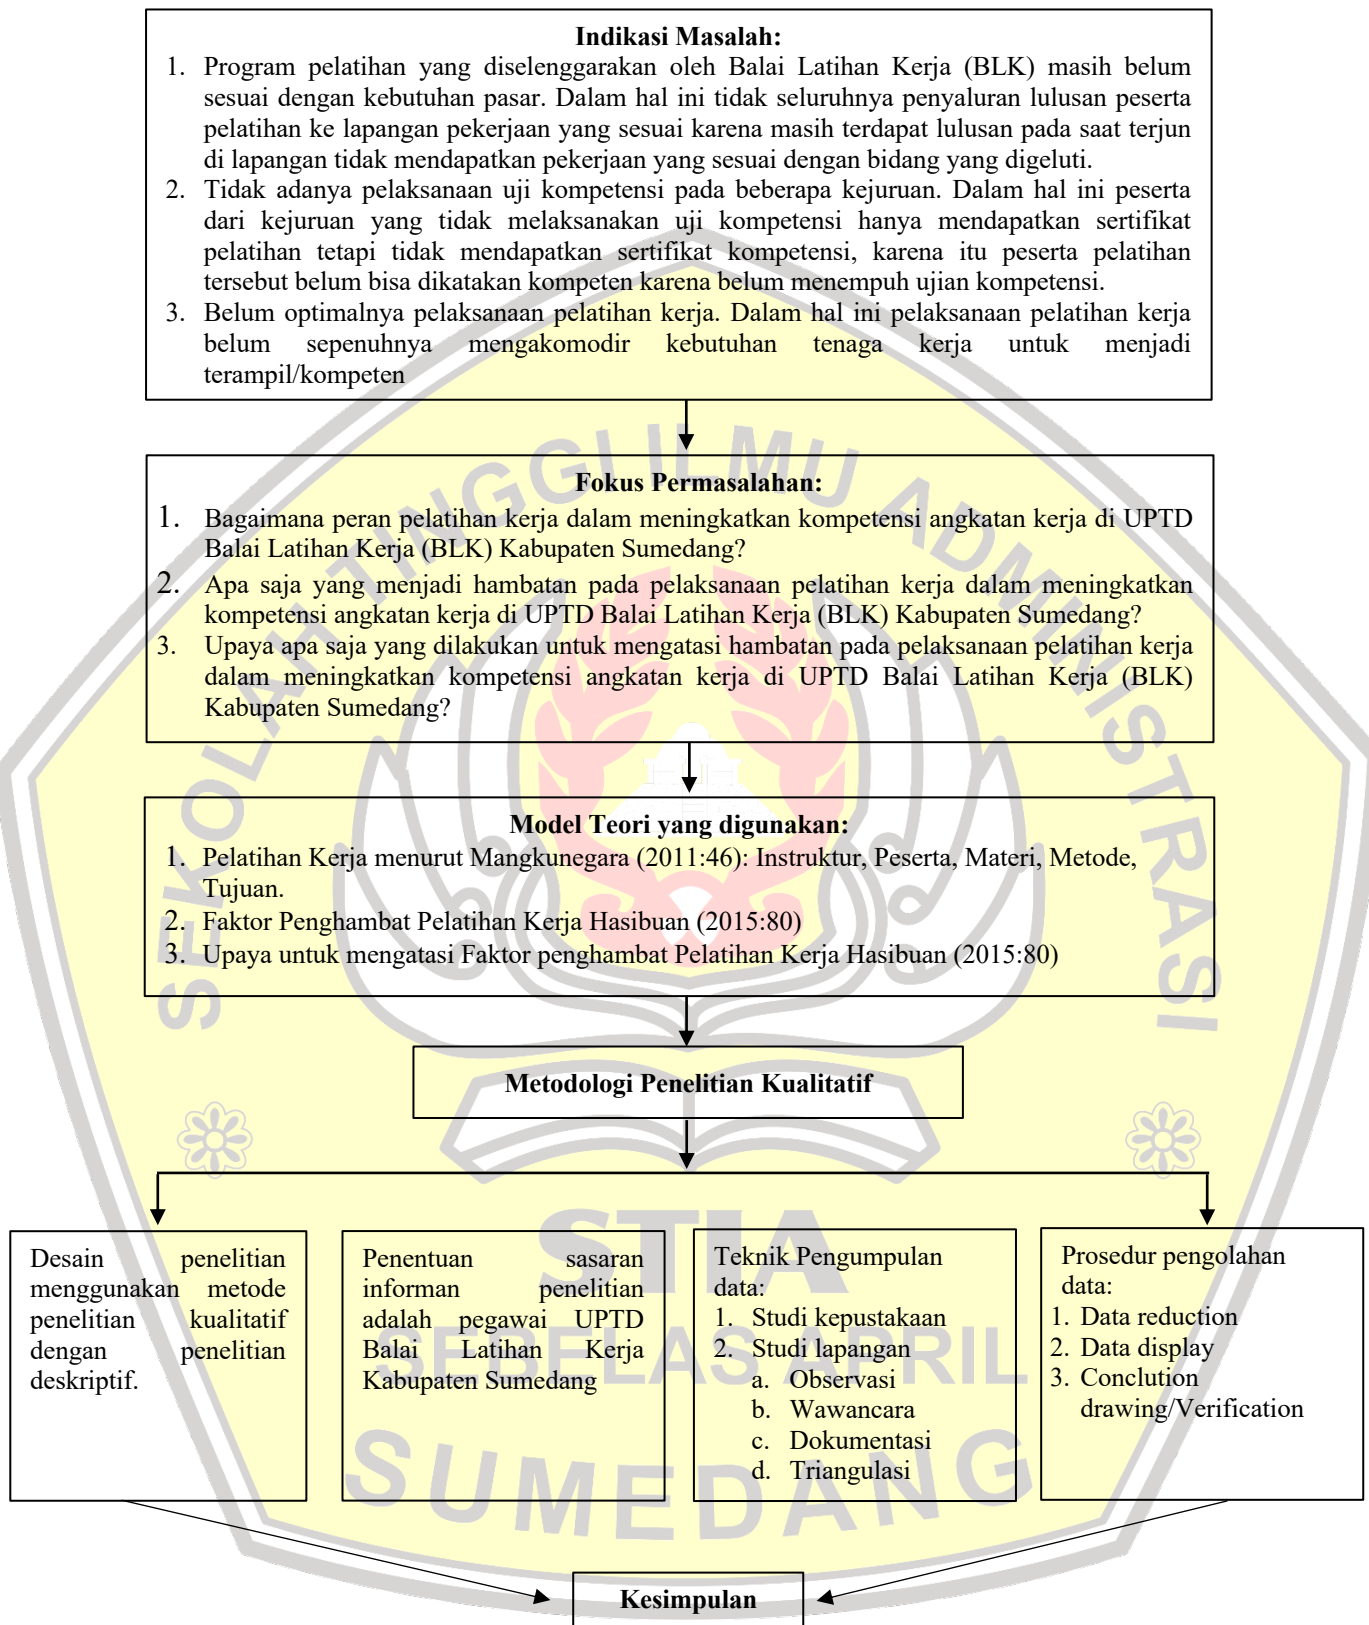 Indikasi Masalah:
1. Program pelatihan yang diselenggarakan oleh Balai Latihan Kerja (BLK) masih belum
sesuai dengan kebutuhan pasar. Dalam hal ini tidak seluruhnya penyaluran lulusan peserta
pelatihan ke lapangan pekerjaan yang sesuai karena masih terdapat lulusan pada saat terjun
di lapangan tidak mendapatkan pekerjaan yang sesuai dengan bidang yang digeluti.
2. Tidak adanya pelaksanaan uji kompetensi pada beberapa kejuruan. Dalam hal ini peserta
dari kejuruan yang tidak melaksanakan uji kompetensi hanya mendapatkan sertifikat
pelatihan tetapi tidak mendapatkan sertifikat kompetensi, karena itu peserta pelatihan
tersebut belum bisa dikatakan kompeten karena belum menempuh ujian kompetensi.
3. Belum optimalnya pelaksanaan pelatihan kerja. Dalam hal ini pelaksanaan pelatihan kerja
belum sepenuhnya mengakomodir kebutuhan tenaga kerja untuk menjadi
terampil/kompeten
Fokus Permasalahan:
1. Bagaimana peran pelatihan kerja dalam meningkatkan kompetensi angkatan kerja di UPTD
Balai Latihan Kerja (BLK) Kabupaten Sumedang?
2. Apa saja yang menjadi hambatan pada pelaksanaan pelatihan kerja dalam meningkatkan
kompetensi angkatan kerja di UPTD Balai Latihan Kerja (BLK) Kabupaten Sumedang?
3. Upaya apa saja yang dilakukan untuk mengatasi hambatan pada pelaksanaan pelatihan kerja
dalam meningkatkan kompetensi angkatan kerja di UPTD Balai Latihan Kerja (BLK)
Kabupaten Sumedang?
Model Teori yang digunakan:
1. Pelatihan Kerja menurut Mangkunegara (2011:46): Instruktur, Peserta, Materi, Metode,
Tujuan.
2. Faktor Penghambat Pelatihan Kerja Hasibuan (2015:80)
3. Upaya untuk mengatasi Faktor penghambat Pelatihan Kerja Hasibuan (2015:80)
Metodologi Penelitian Kualitatif
Desain penelitian
menggunakan metode
penelitian kualitatif
dengan penelitian
deskriptif.
Penentuan sasaran
informan penelitian
adalah pegawai UPTD
Balai Latihan Kerja
Kabupaten Sumedang
Teknik Pengumpulan
data:
1. Studi kepustakaan
2. Studi lapangan
a. Observasi
b. Wawancara
c. Dokumentasi
d. Triangulasi
Prosedur pengolahan
data:
1. Data reduction
2. Data display
3. Conclution
drawing/Verification
Kesimpulan
SEKOLAH TINGGI ILMU ADMINISTRASI
STIA
SEBELAS APRIL
SUMEDANG